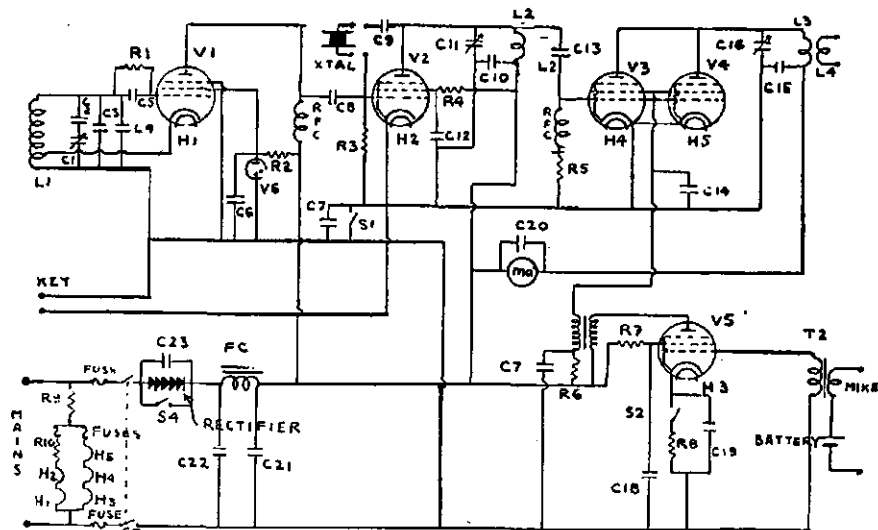 R1
V1
C5
C2
C3
L9
C1
H1
L1
R2
V6
C6
RFC
C9
XTAL
C8
R3
C7
S1
V2
H2
R4
C11
C10
C12
L2
C13
L2
RFC
R5
V3
V4
H4
H5
C16
C15
L3
L4
C14
C20
ma
KEY
C23
FC
FUSE
S4
RECTIFIER
MAINS
R9
R10
FUSES
H5
H2
H4
H1
H3
FUSE
C22
C21
C7
R6
R7
V5
H3
S2
R8
C19
C18
T2
MIKE
BATTERY